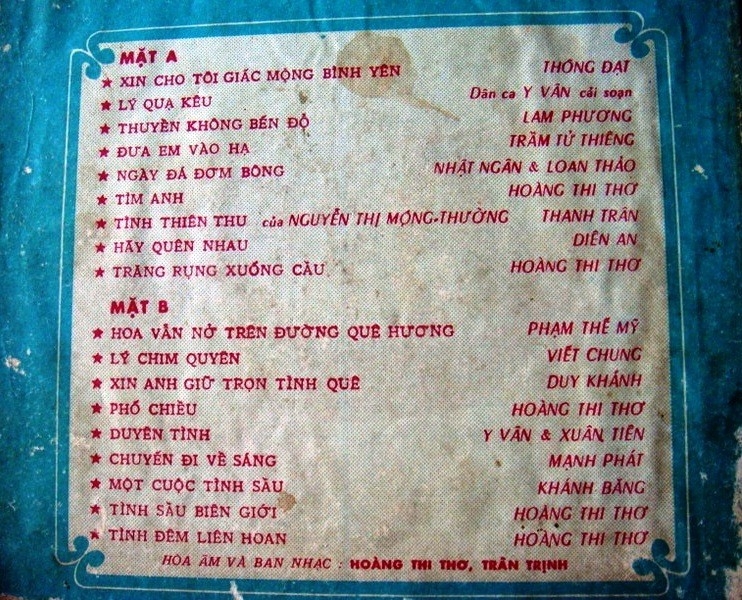 MẶT A
★ XIN CHO TÔI GIẤC MỘNG BÌNH YÊN THÔNG ĐẠT
★ LÝ QUẠ KÊU Dân ca Y VÂN cải soạn
★ THUYỀN KHÔNG BẾN ĐỖ LAM PHƯƠNG
★ ĐƯA EM VÀO HẠ TRẦM TỬ THIÊNG
★ NGÀY ĐÁ ĐƠM BÔNG NHẬT NGÂN & LOAN THẢO
★ TÌM ANH HOÀNG THI THƠ
★ TÌNH THIÊN THU của NGUYỄN THỊ MỘNG-THƯỜNG THANH TRÂN
★ HÃY QUÊN NHAU DIÊN AN
★ TRĂNG RỤNG XUỐNG CẦU HOÀNG THI THƠ
MẶT B
★ HOA VẪN NỞ TRÊN ĐƯỜNG QUÊ HƯƠNG PHẠM THẾ MỸ
★ LÝ CHIM QUYÊN VIẾT CHUNG
★ XIN ANH GIỮ TRỌN TÌNH QUÊ DUY KHÁNH
★ PHỐ CHIỀU HOÀNG THI THƠ
★ DUYÊN TÌNH Y VÂN & XUÂN TIÊN
★ CHUYẾN ĐI VỀ SÁNG MẠNH PHÁT
★ MỘT CUỘC TÌNH SẦU KHÁNH BĂNG
★ TÌNH SẦU BIÊN GIỚI HOÀNG THI THƠ
★ TÌNH ĐÊM LIÊN HOAN HOÀNG THI THƠ
HÒA ÂM VÀ BAN NHẠC : HOÀNG THI THƠ, TRẦN TRỊNH